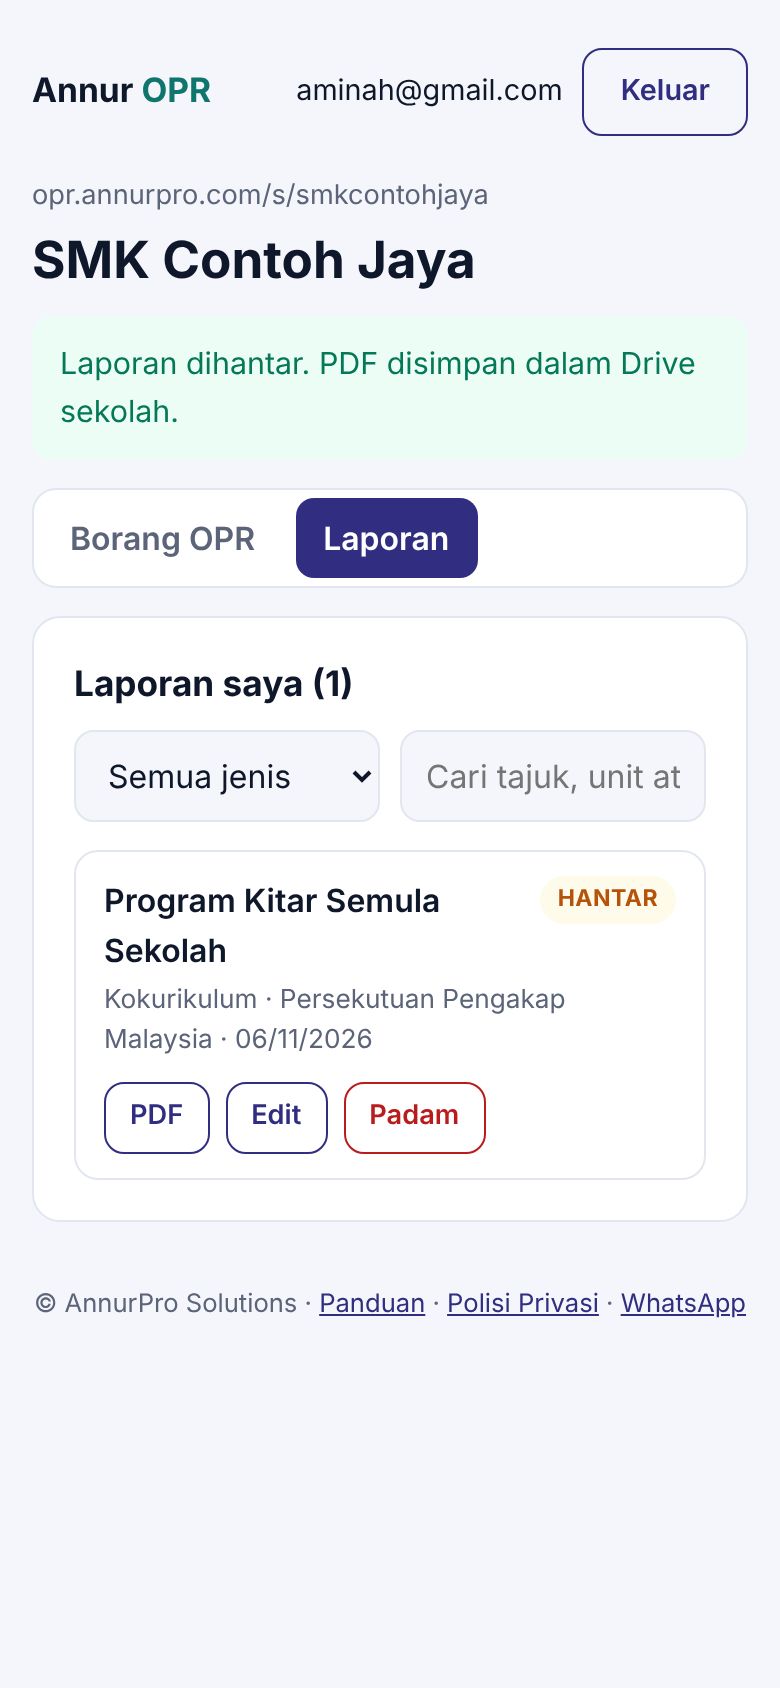 Annur OPR
aminah@gmail.com
Keluar
opr.annurpro.com/s/smkcontohjaya
SMK Contoh Jaya
Laporan dihantar. PDF disimpan dalam Drive
sekolah.
Borang OPR
Laporan
Laporan saya (1)
Semua jenis
Cari tajuk, unit at
Program Kitar Semula
Sekolah
HANTAR
Kokurikulum · Persekutuan Pengakap
Malaysia · 06/11/2026
PDF
Edit
Padam
© AnnurPro Solutions · Panduan · Polisi Privasi · WhatsApp